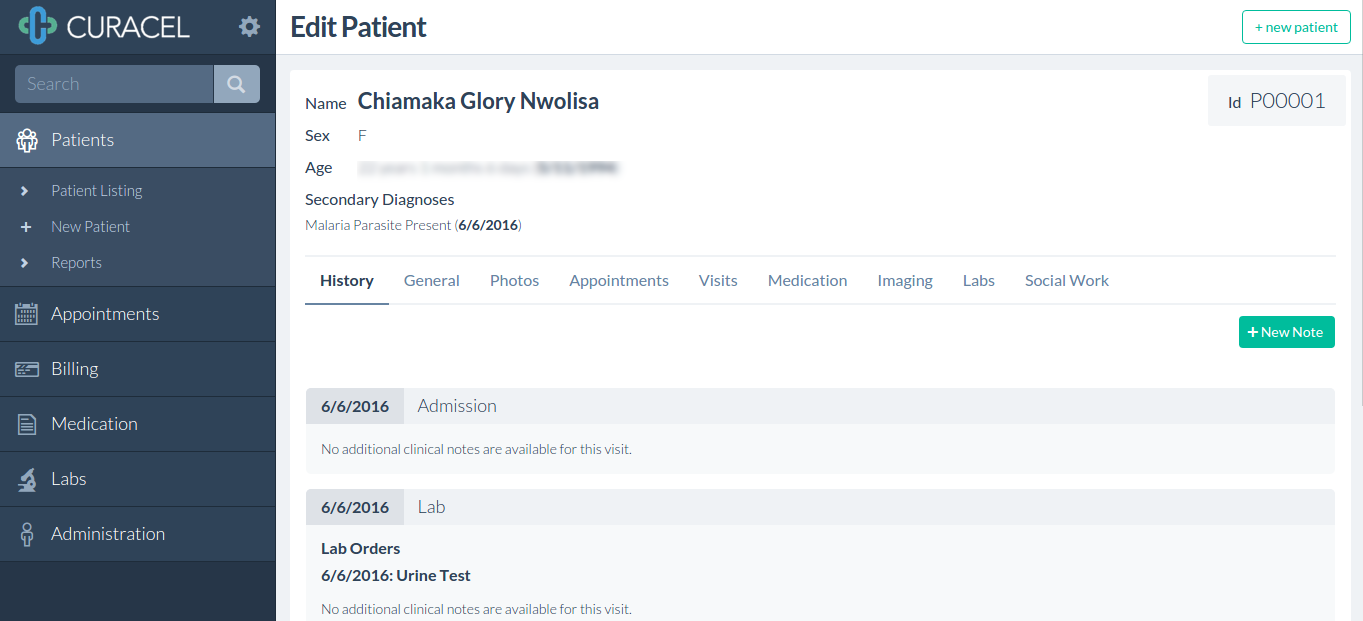 CURACEL
Edit Patient
+ new patient
Search
Patients
Patient Listing
New Patient
Reports
Appointments
Billing
Medication
Labs
Administration
Name Chiamaka Glory Nwolisa
Id P00001
Sex F
Age
Secondary Diagnoses
Malaria Parasite Present (6/6/2016)
History General Photos Appointments Visits Medication Imaging Labs Social Work
+ New Note
6/6/2016 Admission
No additional clinical notes are available for this visit.
6/6/2016 Lab
Lab Orders
6/6/2016: Urine Test
No additional clinical notes are available for this visit.